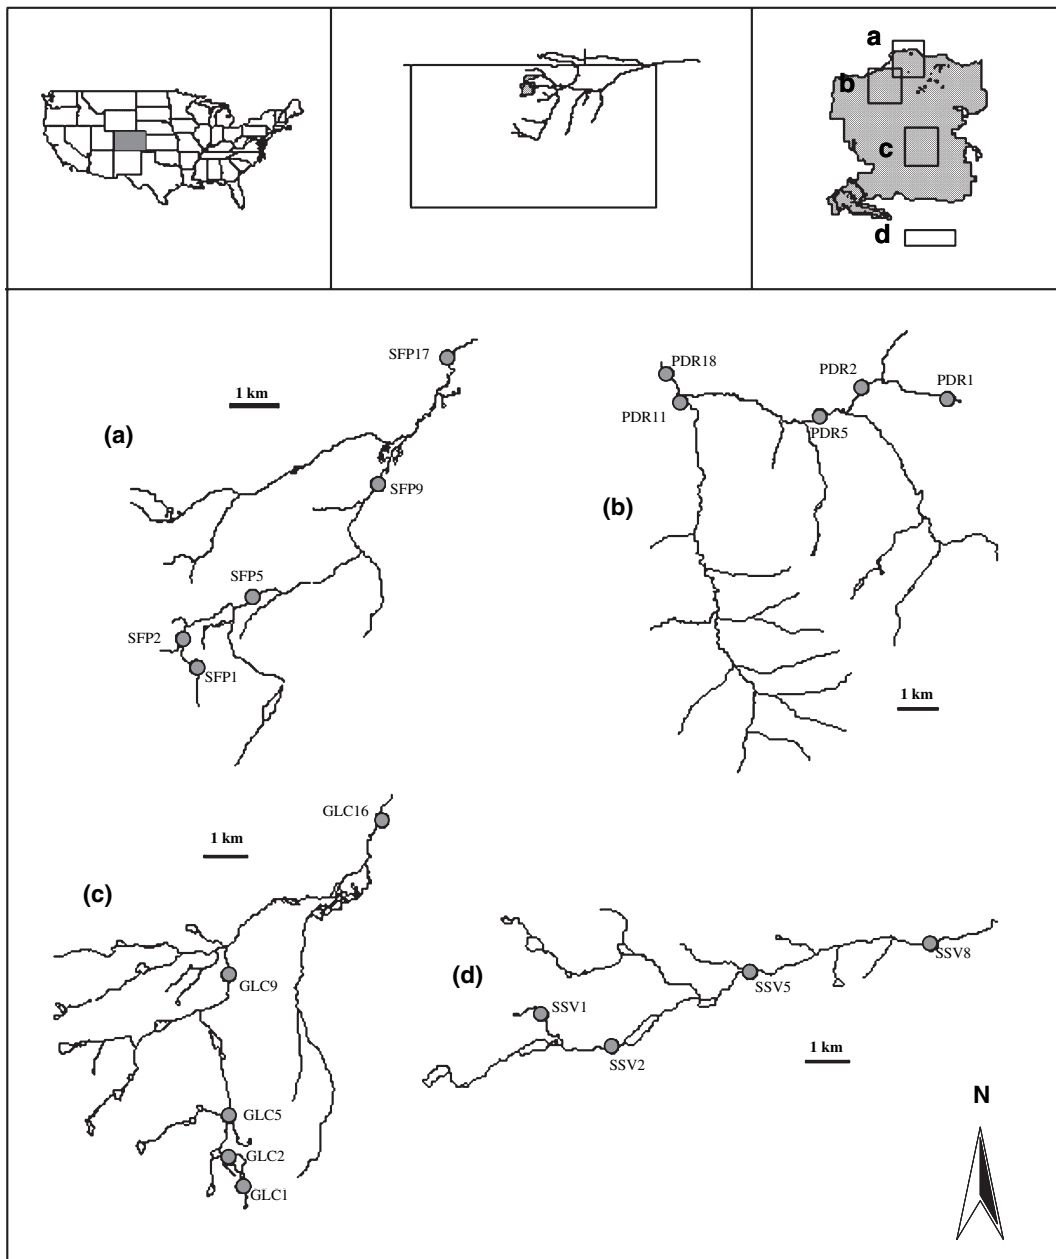 a
b
c
d
SFP17
1 km
(a)
SFP9
SFP5
SFP2
SFP1
PDR18
PDR2
PDR1
PDR11
PDR5
(b)
1 km
GLC16
1 km
(c)
GLC9
GLC5
GLC2
GLC1
SSV8
(d)
SSV5
SSV1
SSV2
1 km
N